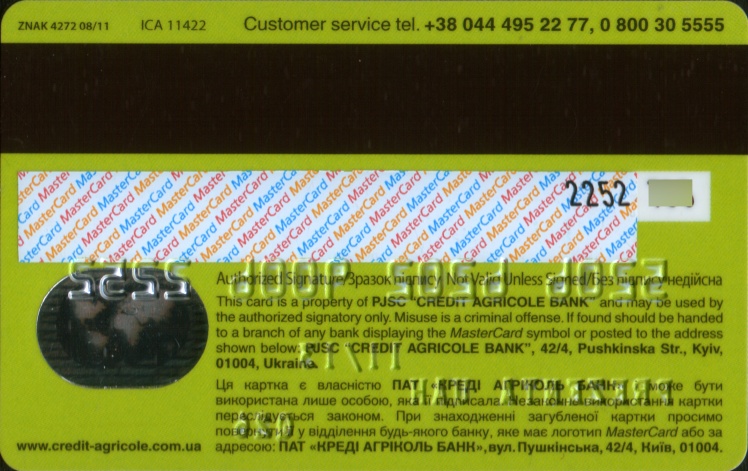 ZNAK 4272 08/11 ICA 11422 Customer service tel. +38 044 495 22 77, 0 800 30 5555
MasterCard MasterCard MasterCard MasterCard
2252
Authorized Signature/Зразок підпису Not Valid Unless Signed/Без підпису недійсна
This card is a property of PJSC "CREDIT AGRICOLE BANK" and may be used by
the authorized signatory only. Misuse is a criminal offense. If found should be handed
to a branch of any bank displaying the MasterCard symbol or posted to the address
shown below: PJSC "CREDIT AGRICOLE BANK", 42/4, Pushkinska Str., Kyiv,
01004, Ukraine.
Ця картка є власністю ПАТ «КРЕДІ АГРІКОЛЬ БАНК» і може бути
використана лише особою, яка її підписала. Незаконне використання картки
переслідується законом. При знаходженні загубленої картки просимо
повернути її у відділення будь-якого банку, яке має логотип MasterCard або за
адресою: ПАТ «КРЕДІ АГРІКОЛЬ БАНК»,вул. Пушкінська, 42/4, Київ, 01004.
www.credit-agricole.com.ua